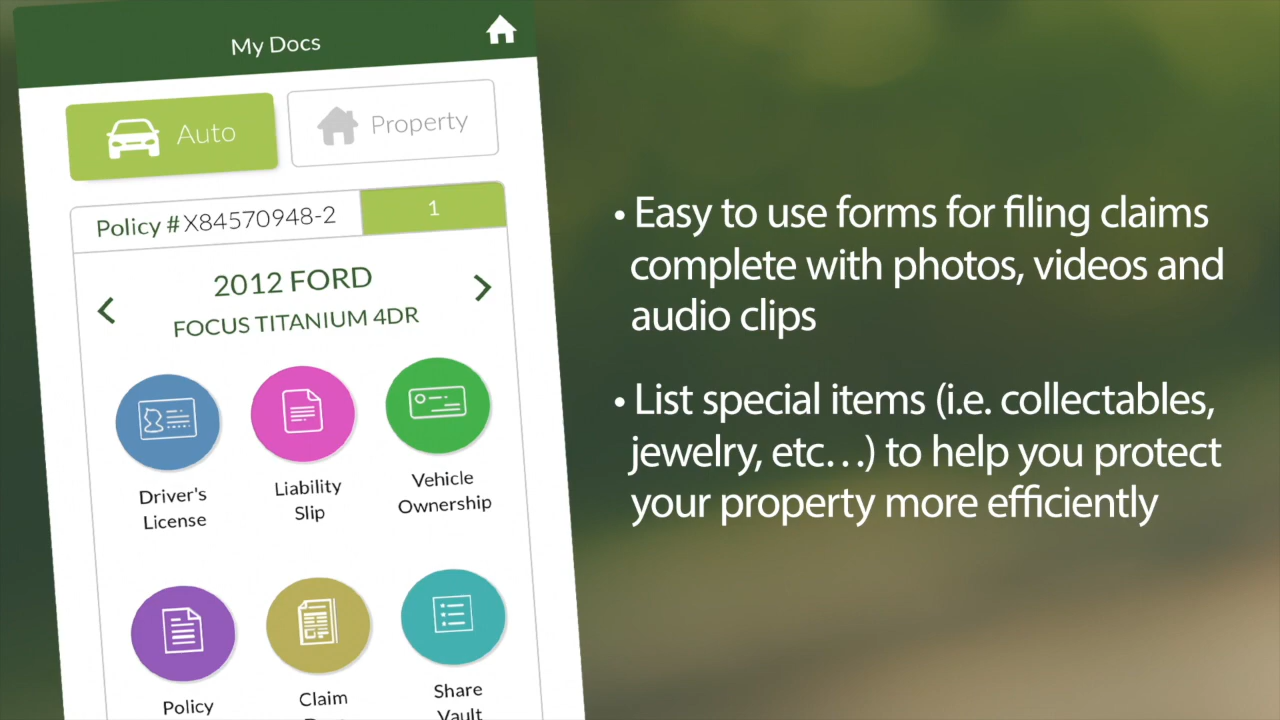 My Docs
Auto
Property
Policy # X84570948-2
1
2012 FORD
FOCUS TITANIUM 4DR
Driver's
License
Liability
Slip
Vehicle
Ownership
Policy
Claim
Share
Vault
• Easy to use forms for filing claims
complete with photos, videos and
audio clips
• List special items (i.e. collectables,
jewelry, etc…) to help you protect
your property more efficiently